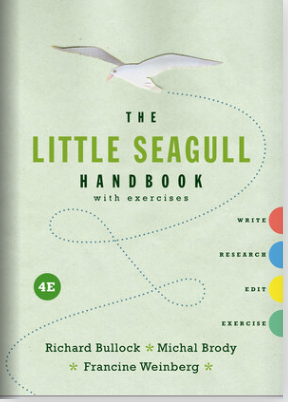 THE
LITTLE SEAGULL
HANDBOOK
with exercises
WRITE
RESEARCH
EDIT
EXERCISE
4E
Richard Bullock * Michal Brody
* Francine Weinberg *